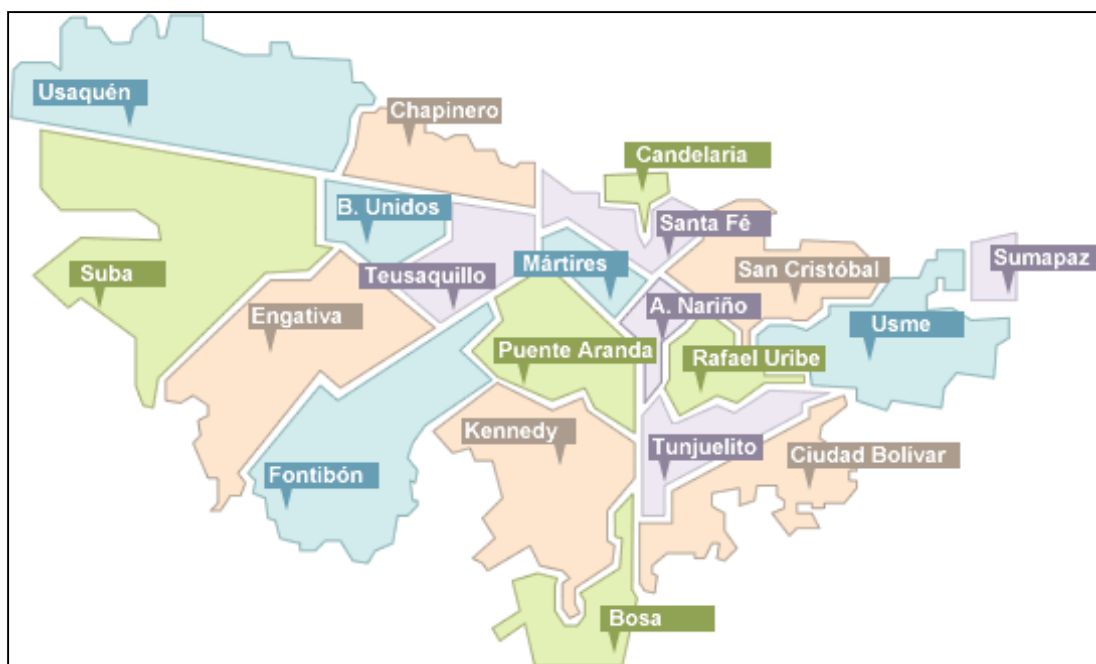 Usaquén
Chapinero
Candelaria
B. Unidos
Santa Fé
Suba
Teusaquillo
Mártires
San Cristóbal
Sumapaz
Engativa
A. Nariño
Usme
Puente Aranda
Rafael Uribe
Kennedy
Tunjuelito
Ciudad Bolívar
Fontibón
Bosa